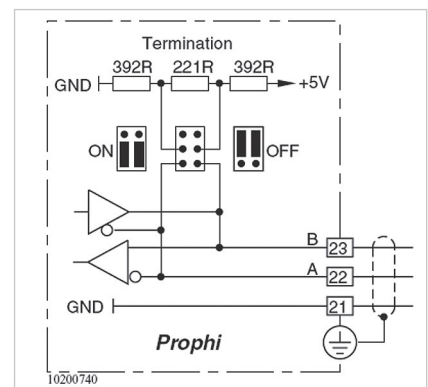 Termination
392R 221R 392R
GND +5V
ON OFF
B 23
A 22
GND 21
Prophi
10200740